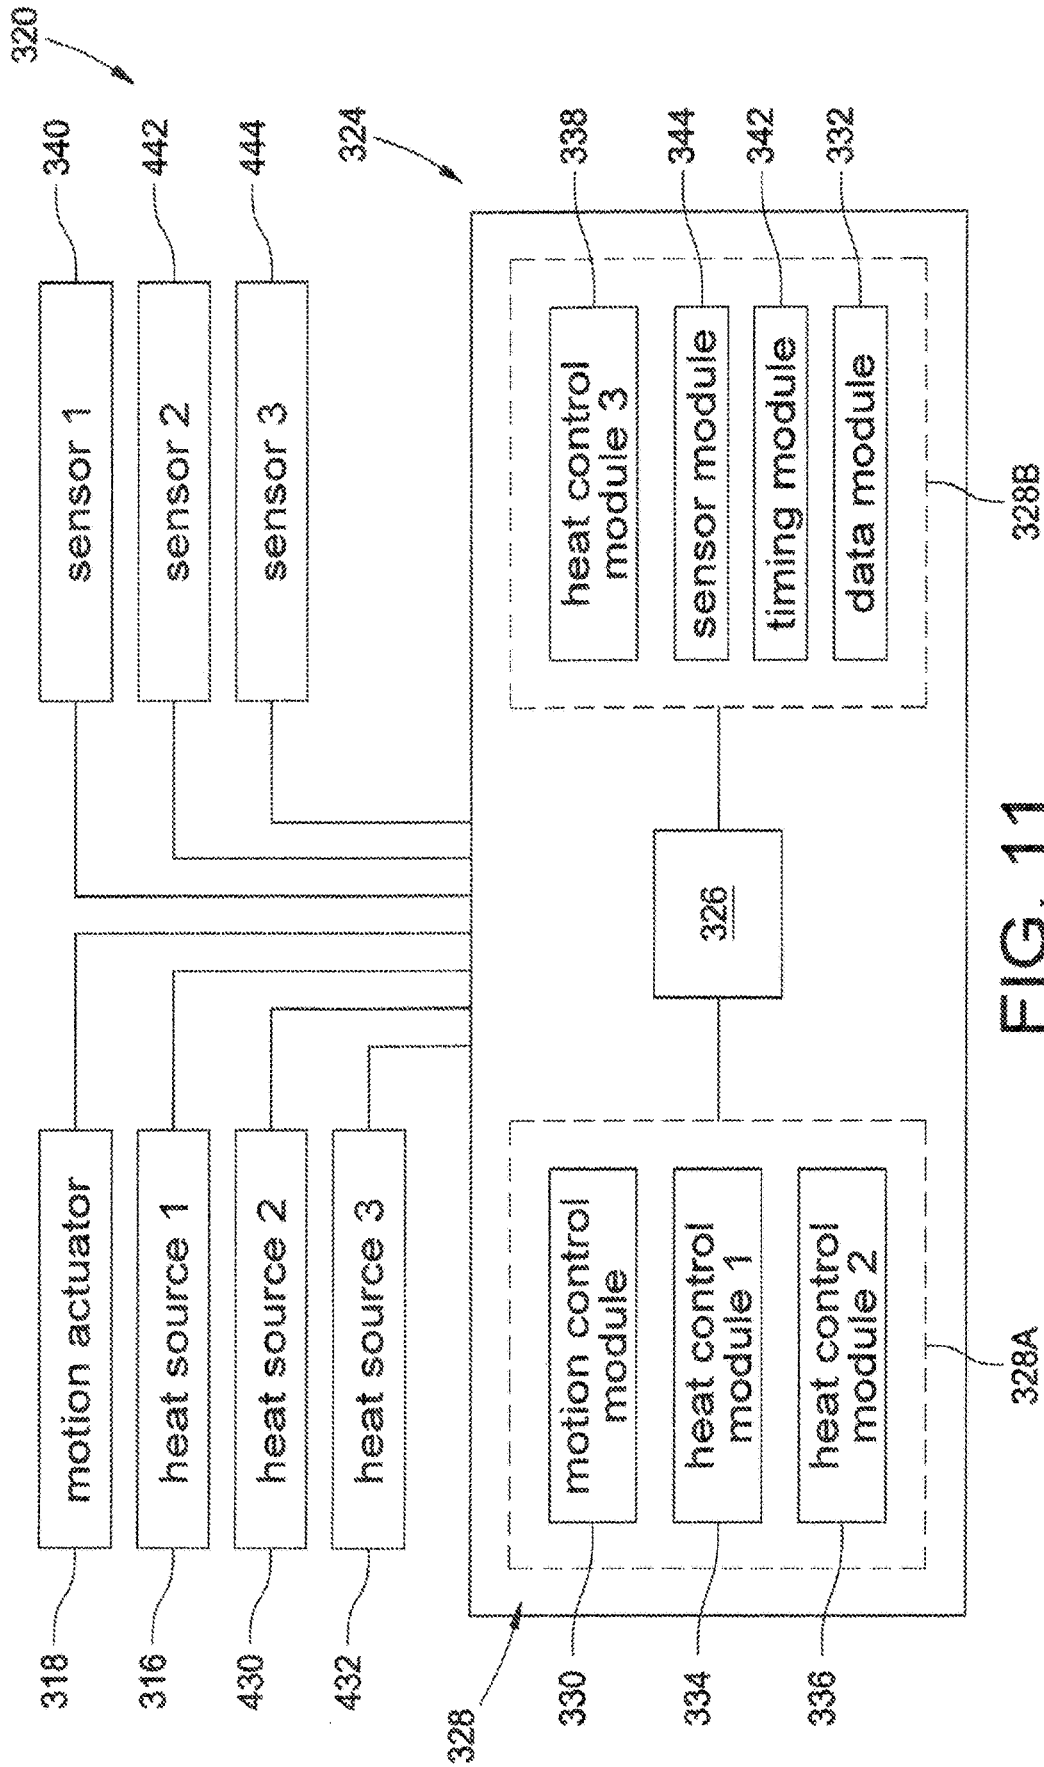 320
318
motion actuator
sensor 1
340
316
heat source 1
sensor 2
442
430
heat source 2
sensor 3
444
432
heat source 3
324
328
330
motion control
module
heat control
module 3
338
334
heat control
module 1
326
sensor module
344
timing module
342
336
heat control
module 2
data module
332
328A
328B
FIG. 11